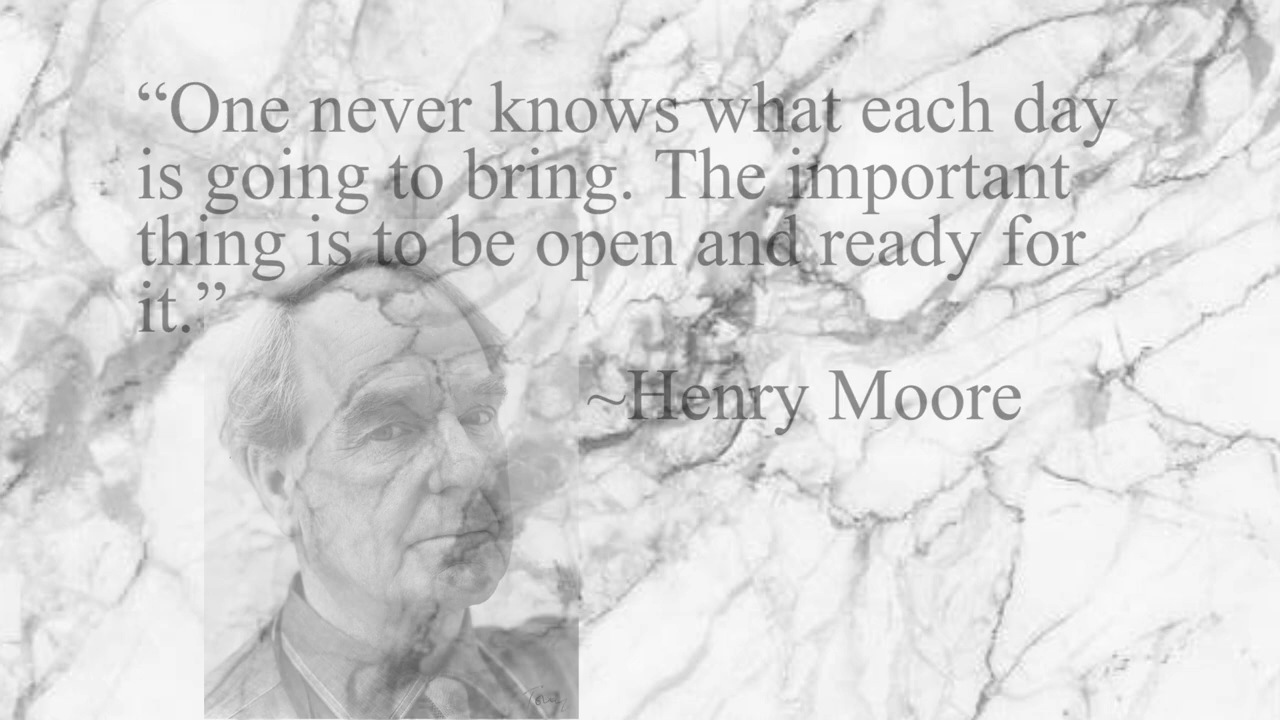 “One never knows what each day
is going to bring. The important
thing is to be open and ready for
it.”
~Henry Moore